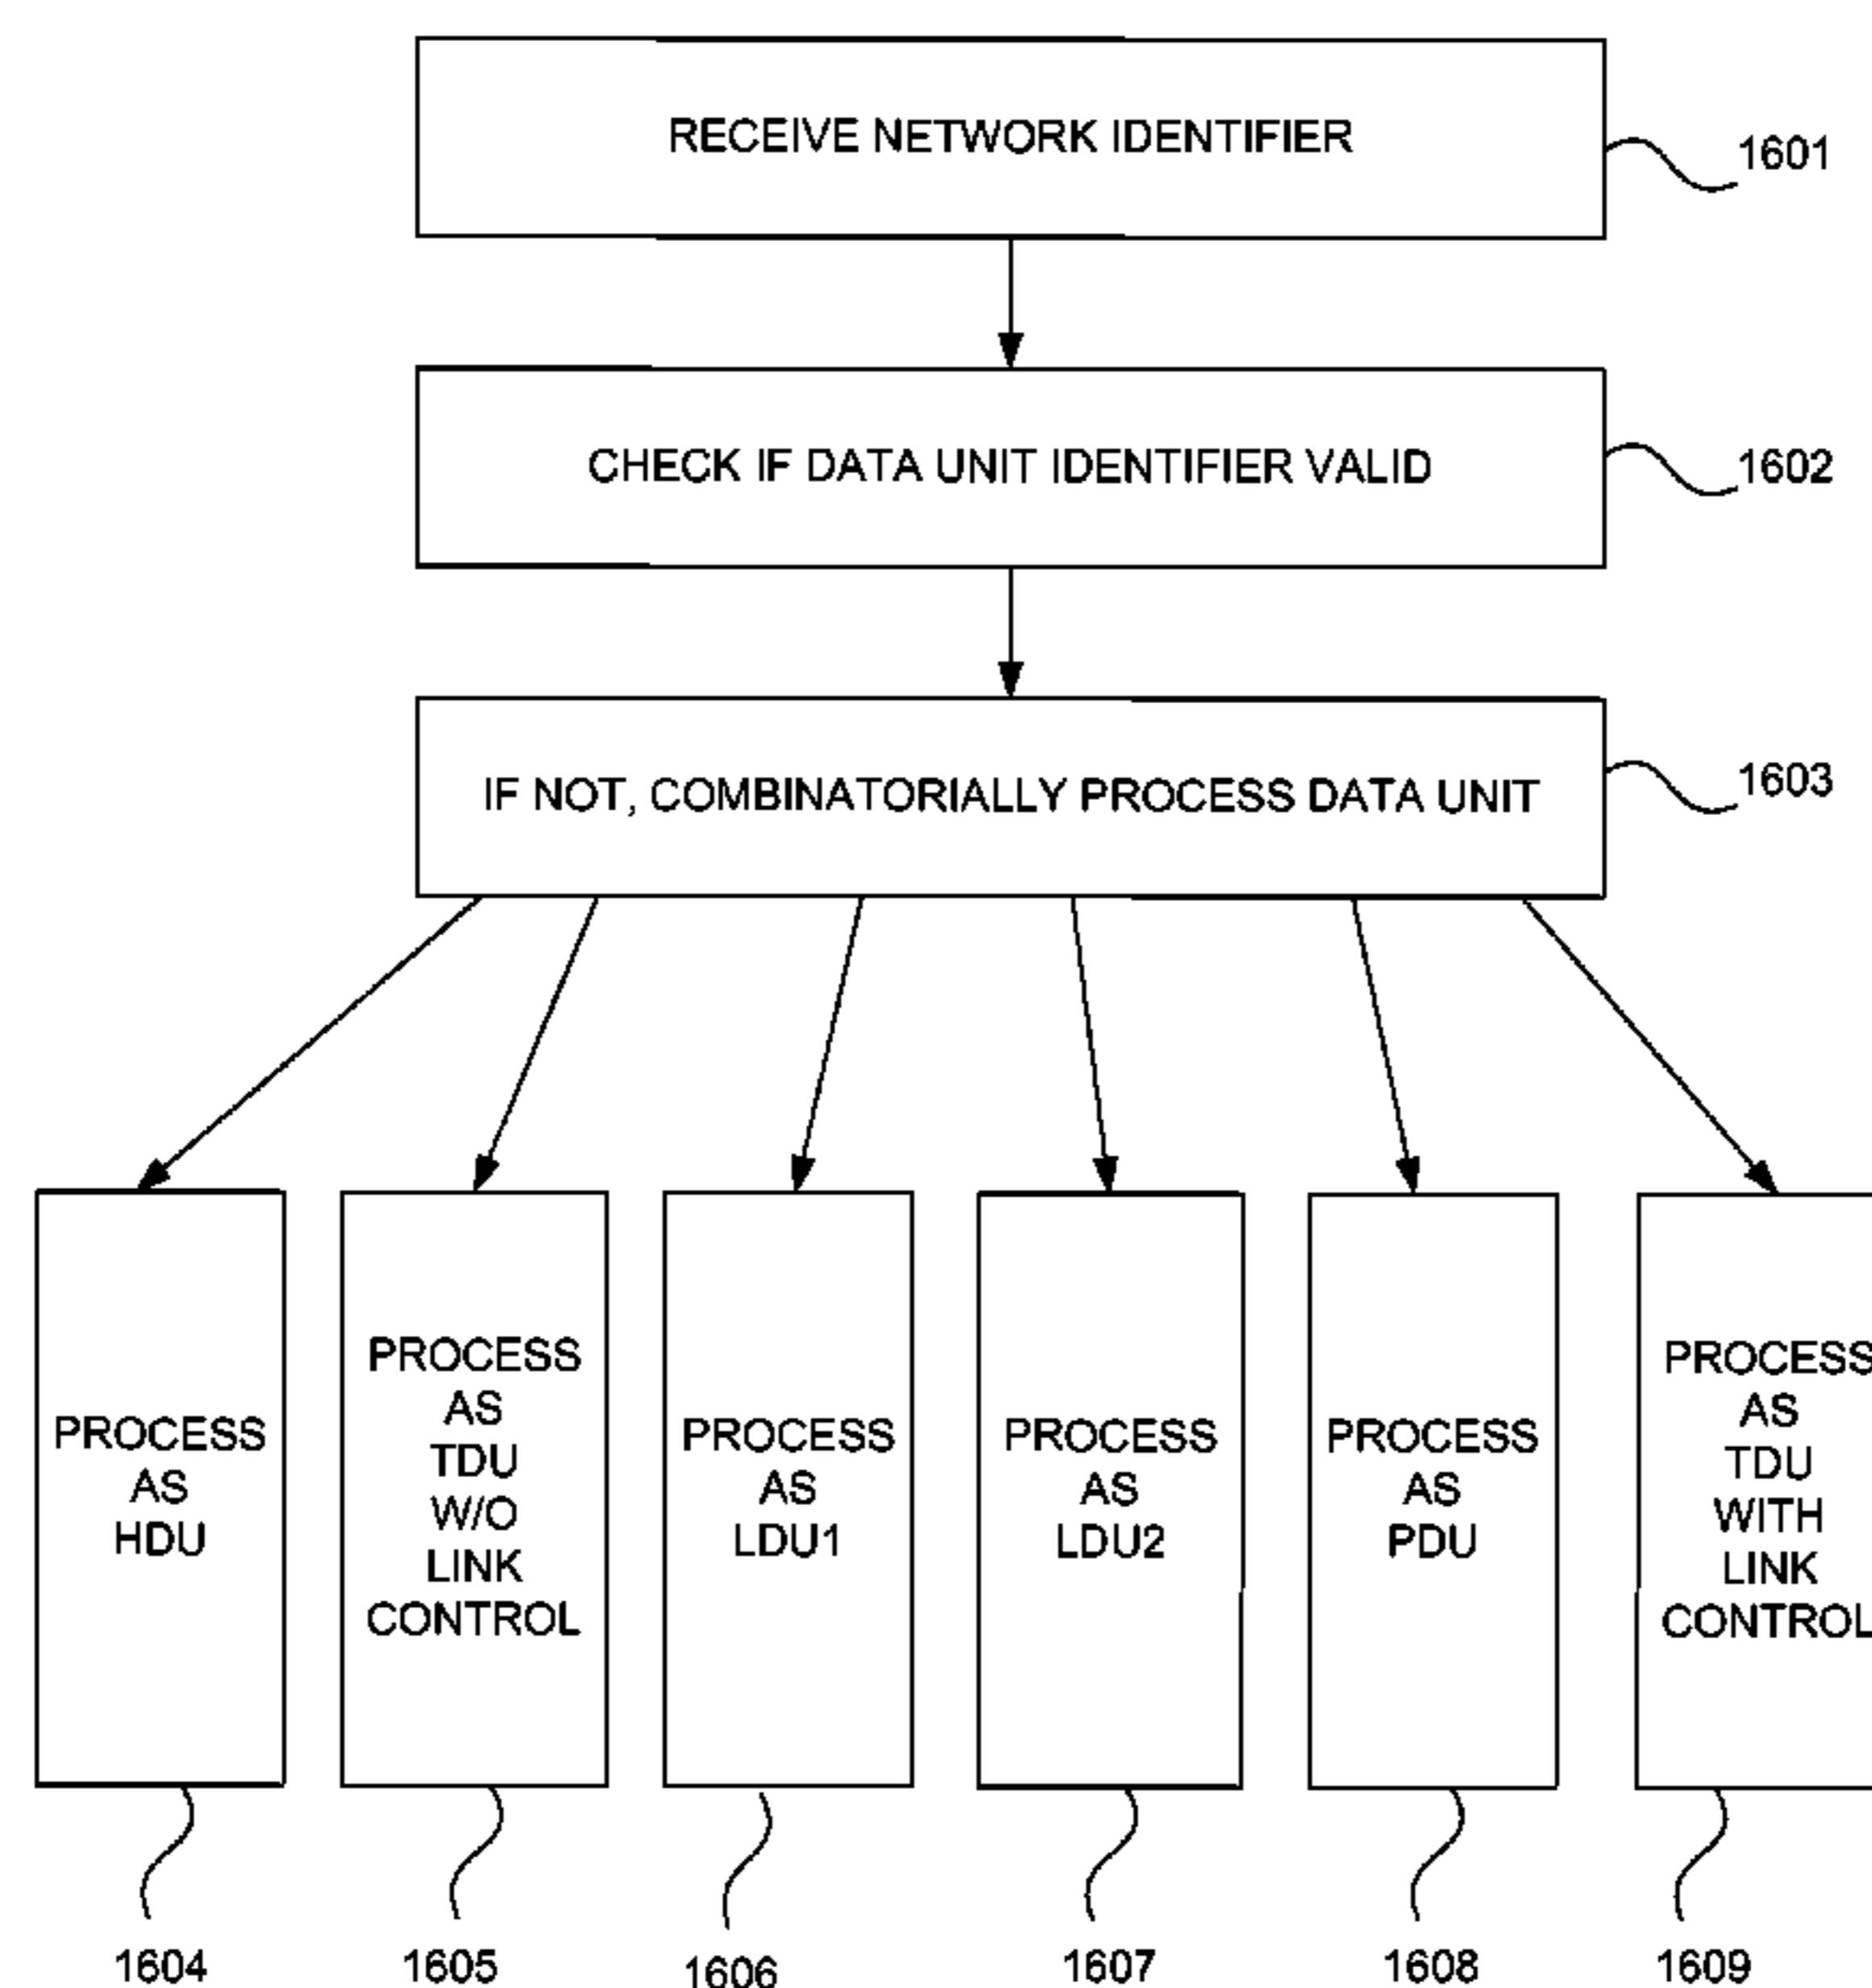 RECEIVE NETWORK IDENTIFIER
1601
CHECK IF DATA UNIT IDENTIFIER VALID
1602
IF NOT, COMBINATORIALLY PROCESS DATA UNIT
1603
PROCESS
AS
HDU
PROCESS
AS
TDU
W/O
LINK
CONTROL
PROCESS
AS
LDU1
PROCESS
AS
LDU2
PROCESS
AS
PDU
PROCESS
AS
TDU
WITH
LINK
CONTROL
1604
1605
1606
1607
1608
1609